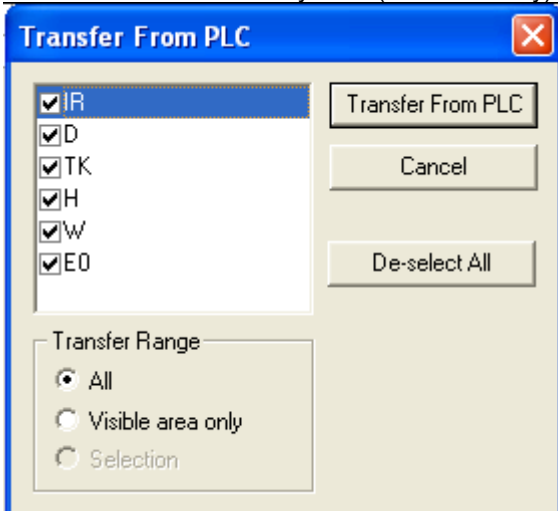 Transfer From PLC
IR
D
TK
H
W
E0
Transfer From PLC
Cancel
De-select All
Transfer Range
All
Visible area only
Selection